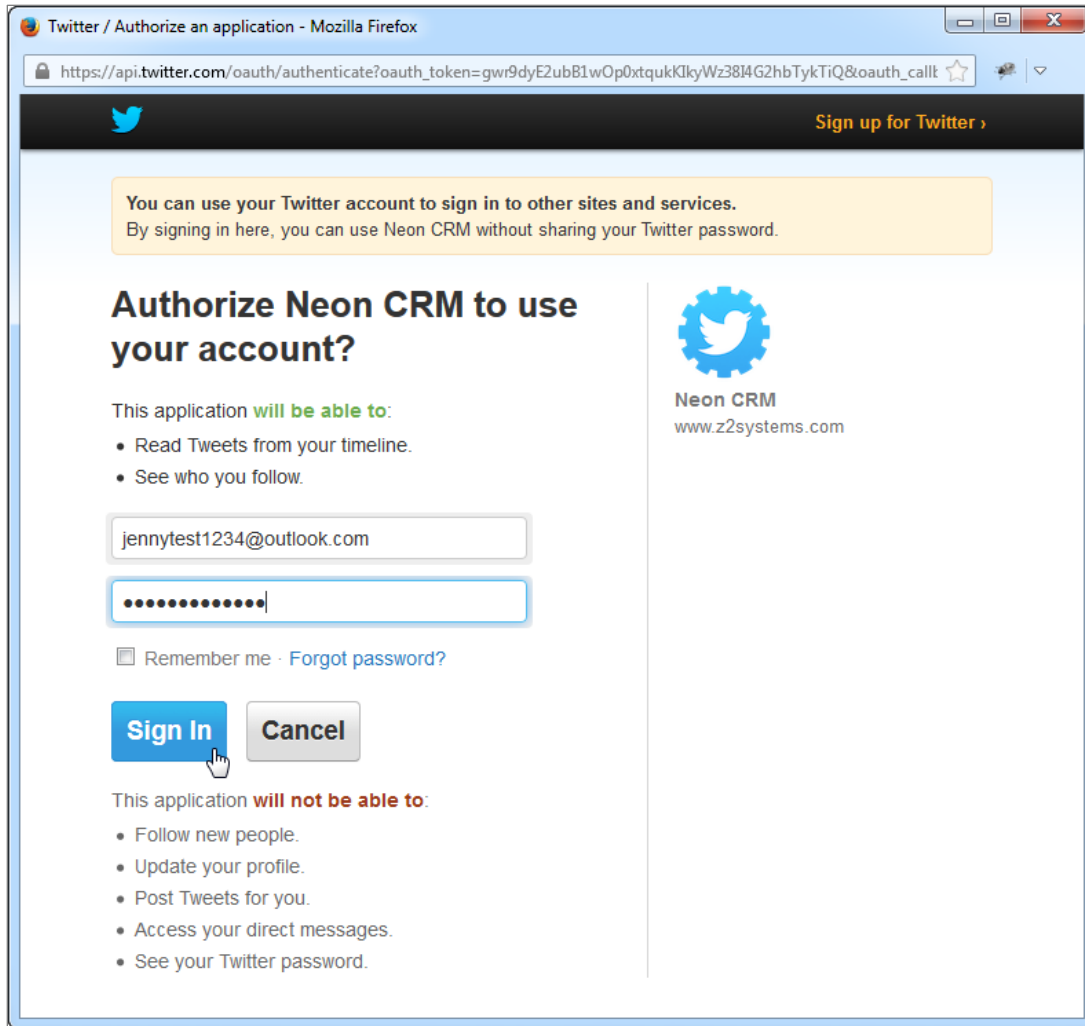 Twitter / Authorize an application - Mozilla Firefox
https://api.twitter.com/oauth/authenticate?oauth_token=gwr9dyE2ubB1wOp0xtqukKIkyWz38I4G2hbTykTiQ&oauth_callb
Sign up for Twitter ›
You can use your Twitter account to sign in to other sites and services.
By signing in here, you can use Neon CRM without sharing your Twitter password.
Authorize Neon CRM to use
your account?
This application will be able to:
• Read Tweets from your timeline.
• See who you follow.
jennytest1234@outlook.com
•••••••••••••
Remember me · Forgot password?
Sign In
Cancel
This application will not be able to:
• Follow new people.
• Update your profile.
• Post Tweets for you.
• Access your direct messages.
• See your Twitter password.
Neon CRM
www.z2systems.com